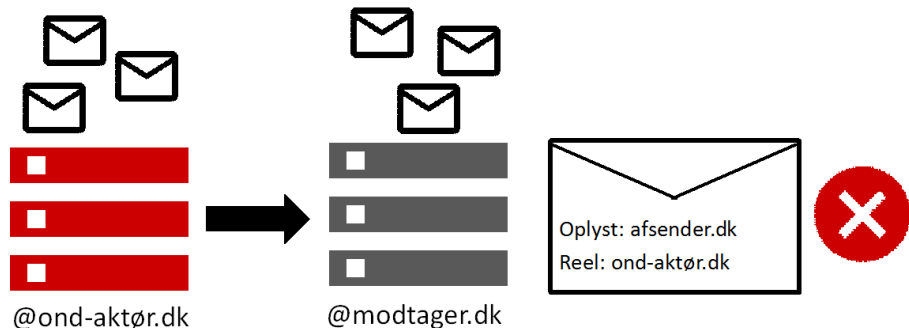 @ond-aktør.dk
@modtager.dk
Oplyst: afsender.dk
Reel: ond-aktør.dk